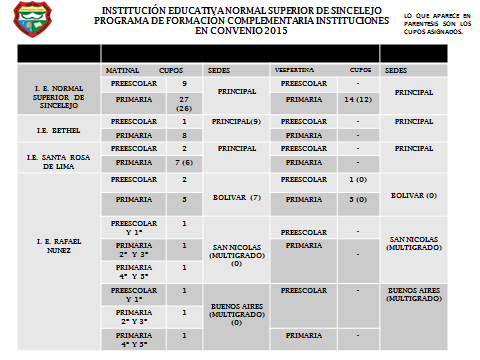 INSTITUCIÓN EDUCATIVA NORMAL SUPERIOR DE SINCELEJO
PROGRAMA DE FORMACIÓN COMPLEMENTARIA INSTITUCIONES
EN CONVENIO 2015
LO QUE APARECE EN
PARENTESIS SON LOS
CUPOS ASIGNADOS.
MATINAL CUPOS SEDES VESPERTINA CUPOS SEDES
I. E. NORMAL
SUPERIOR DE
SINCELEJO
PREESCOLAR 9 PRINCIPAL PREESCOLAR - PRINCIPAL
PRIMARIA 27
(26)
PRIMARIA 14 (12)
I.E. BETHEL
PREESCOLAR 1 PRINCIPAL(9) PREESCOLAR - PRINCIPAL
PRIMARIA 8 PRIMARIA -
I.E. SANTA ROSA
DE LIMA
PREESCOLAR 2 PRINCIPAL PREESCOLAR - PRINCIPAL
PRIMARIA 7 (6) PRIMARIA -
I. E. RAFAEL
NUNEZ
PREESCOLAR 2 BOLIVAR (7) PREESCOLAR 1 (0) BOLIVAR (0)
PRIMARIA 5 PRIMARIA 5 (0)
PREESCOLAR
Y 1°
1
SAN NICOLAS
(MULTIGRADO)
(0)
PREESCOLAR -
SAN NICOLAS
(MULTIGRADO)
PRIMARIA
2° Y 3°
1
PRIMARIA -
PRIMARIA
4° Y 5°
1
PREESCOLAR
Y 1°
1
BUENOS AIRES
(MULTIGRADO)
(0)
PREESCOLAR -
BUENOS AIRES
(MULTIGRADO)
PRIMARIA
2° Y 3°
1
PRIMARIA
4° Y 5°
1
PRIMARIA -